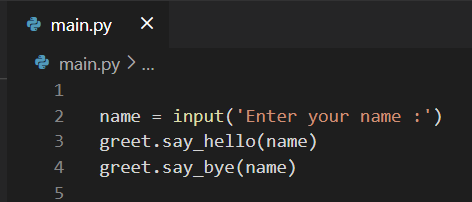 main.py ×
main.py > ...
1
2 name = input('Enter your name :')
3 greet.say_hello(name)
4 greet.say_bye(name)
5